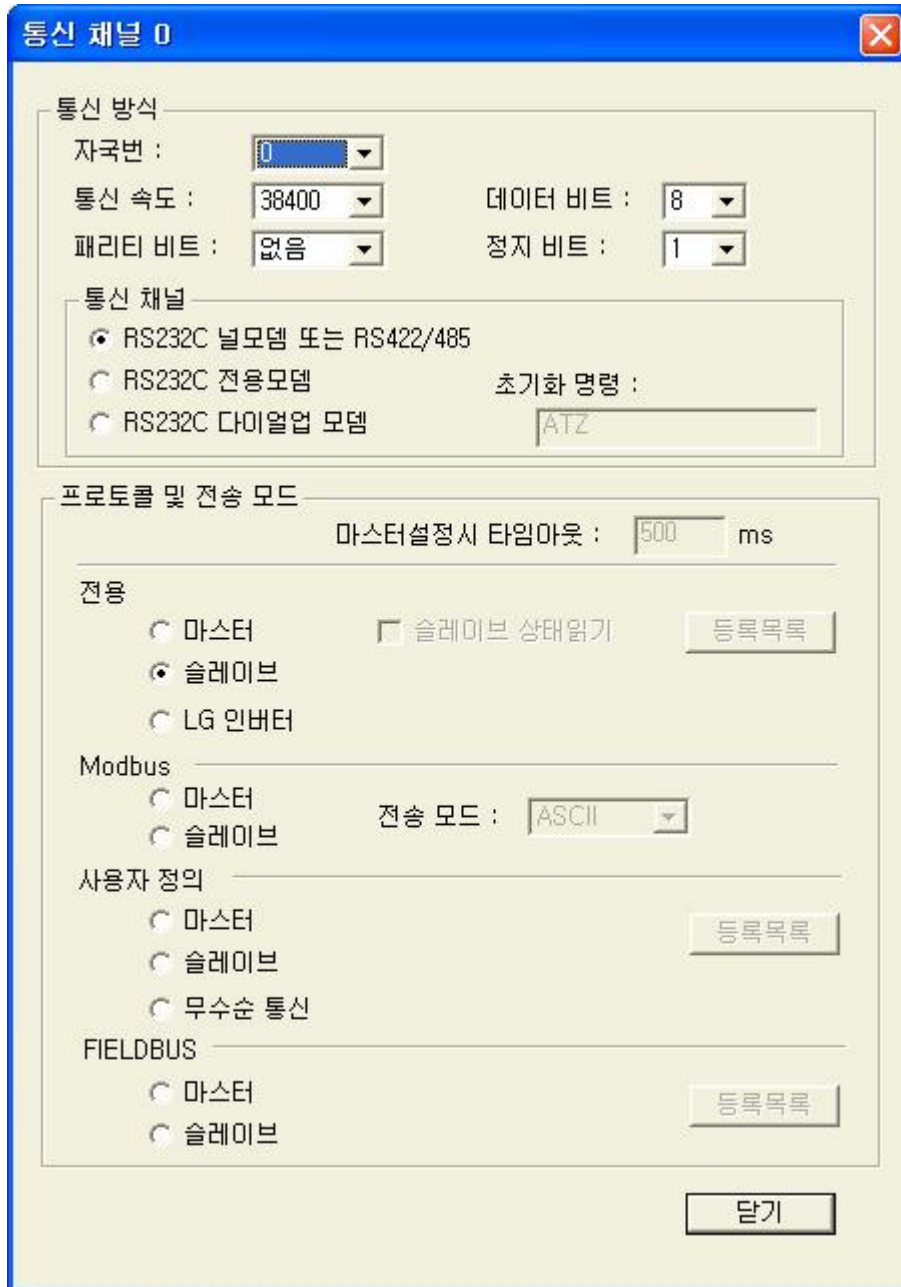 통신 채널 0
통신 방식
자국번 : 0
통신 속도 : 38400 데이터 비트 : 8
패리티 비트 : 없음 정지 비트 : 1
통신 채널
RS232C 널모뎀 또는 RS422/485
RS232C 전용모뎀 초기화 명령 :
RS232C 다이얼업 모뎀 ATZ
프로토콜 및 전송 모드
마스터설정시 타임아웃 : 500 ms
전용
마스터 슬레이브 상태읽기 등록목록
슬레이브
LG 인버터
Modbus
마스터
전송 모드 : ASCII
슬레이브
사용자 정의
마스터 등록목록
슬레이브
무수순 통신
FIELDBUS
마스터 등록목록
슬레이브
닫기